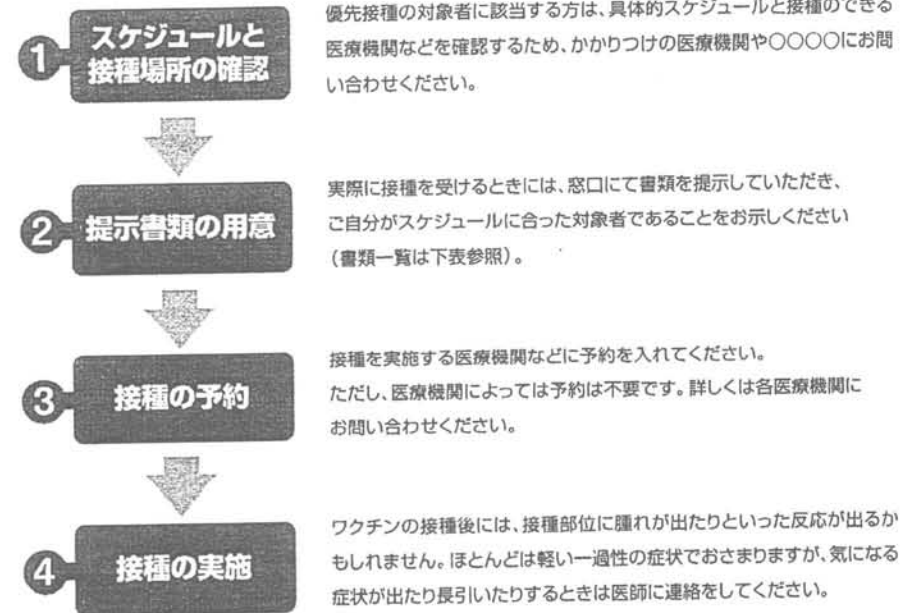 1
スケジュールと
接種場所の確認
優先接種の対象者に該当する方は、具体的スケジュールと接種のできる
医療機関などを確認するため、かかりつけの医療機関や〇〇〇〇にお問
い合わせください。
2
提示書類の用意
実際に接種を受けるときには、窓口にて書類を提示していただき、
ご自分がスケジュールに合った対象者であることをお示しください
(書類一覧は下表参照)。
3
接種の予約
接種を実施する医療機関などに予約を入れてください。
ただし、医療機関によっては予約は不要です。詳しくは各医療機関に
お問い合わせください。
4
接種の実施
ワクチンの接種後には、接種部位に腫れが出たりといった反応が出るか
もしれません。ほとんどは軽い一過性の症状でおさまりますが、気になる
症状が出たり長引いたりするときは医師に連絡をしてください。